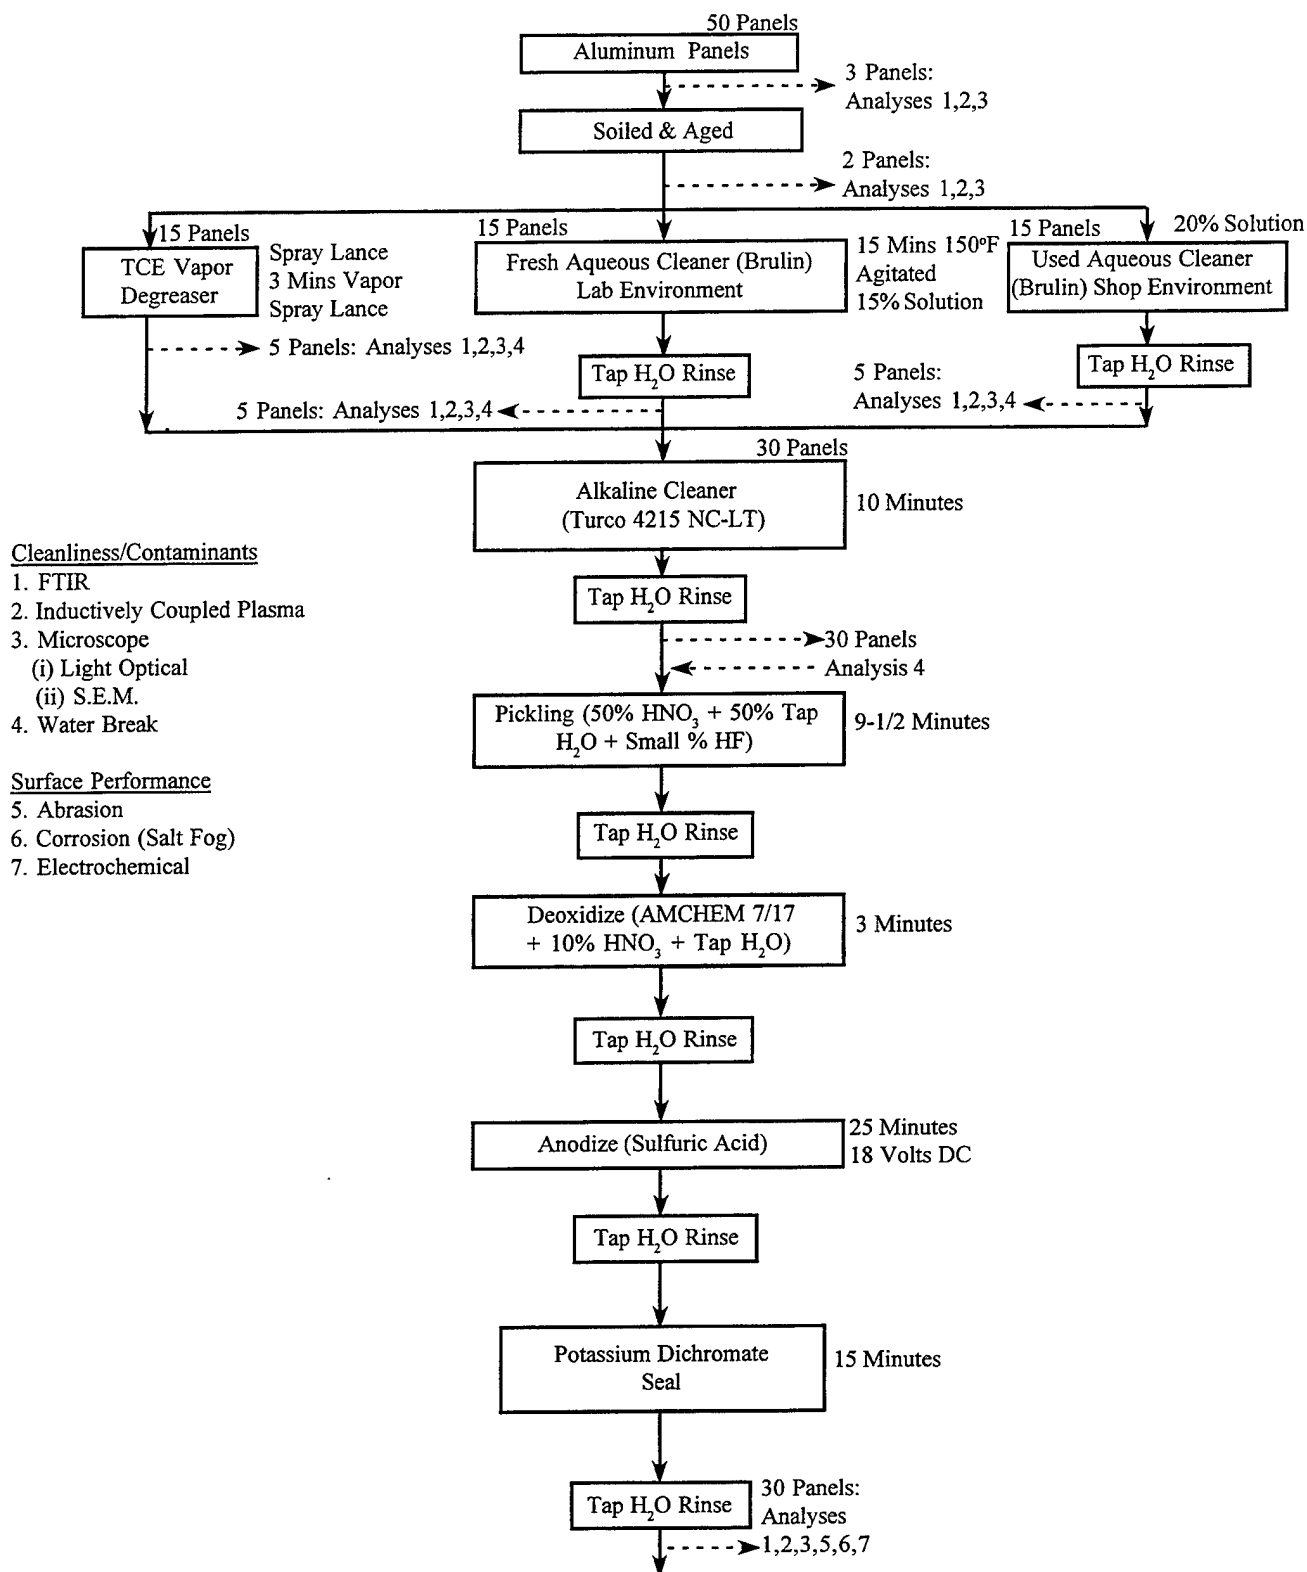 50 Panels
Aluminum Panels
3 Panels:
Analyses 1,2,3
Soiled & Aged
2 Panels:
Analyses 1,2,3
15 Panels
TCE Vapor
Degreaser
Spray Lance
3 Mins Vapor
Spray Lance
15 Panels
Fresh Aqueous Cleaner (Brulin)
Lab Environment
15 Mins 150°F
Agitated
15% Solution
15 Panels
20% Solution
Used Aqueous Cleaner
(Brulin) Shop Environment
5 Panels: Analyses 1,2,3,4
Tap H₂O Rinse
Tap H₂O Rinse
5 Panels: Analyses 1,2,3,4
5 Panels:
Analyses 1,2,3,4
30 Panels
Alkaline Cleaner
(Turco 4215 NC-LT)
10 Minutes
Cleanliness/Contaminants
1. FTIR
2. Inductively Coupled Plasma
3. Microscope
(i) Light Optical
(ii) S.E.M.
4. Water Break
Surface Performance
5. Abrasion
6. Corrosion (Salt Fog)
7. Electrochemical
Tap H₂O Rinse
30 Panels
Analysis 4
Pickling (50% HNO₃ + 50% Tap
H₂O + Small % HF)
9-1/2 Minutes
Tap H₂O Rinse
Deoxidize (AMCHEM 7/17
+ 10% HNO₃ + Tap H₂O)
3 Minutes
Tap H₂O Rinse
Anodize (Sulfuric Acid)
25 Minutes
18 Volts DC
Tap H₂O Rinse
Potassium Dichromate
Seal
15 Minutes
Tap H₂O Rinse
30 Panels:
Analyses
1,2,3,5,6,7